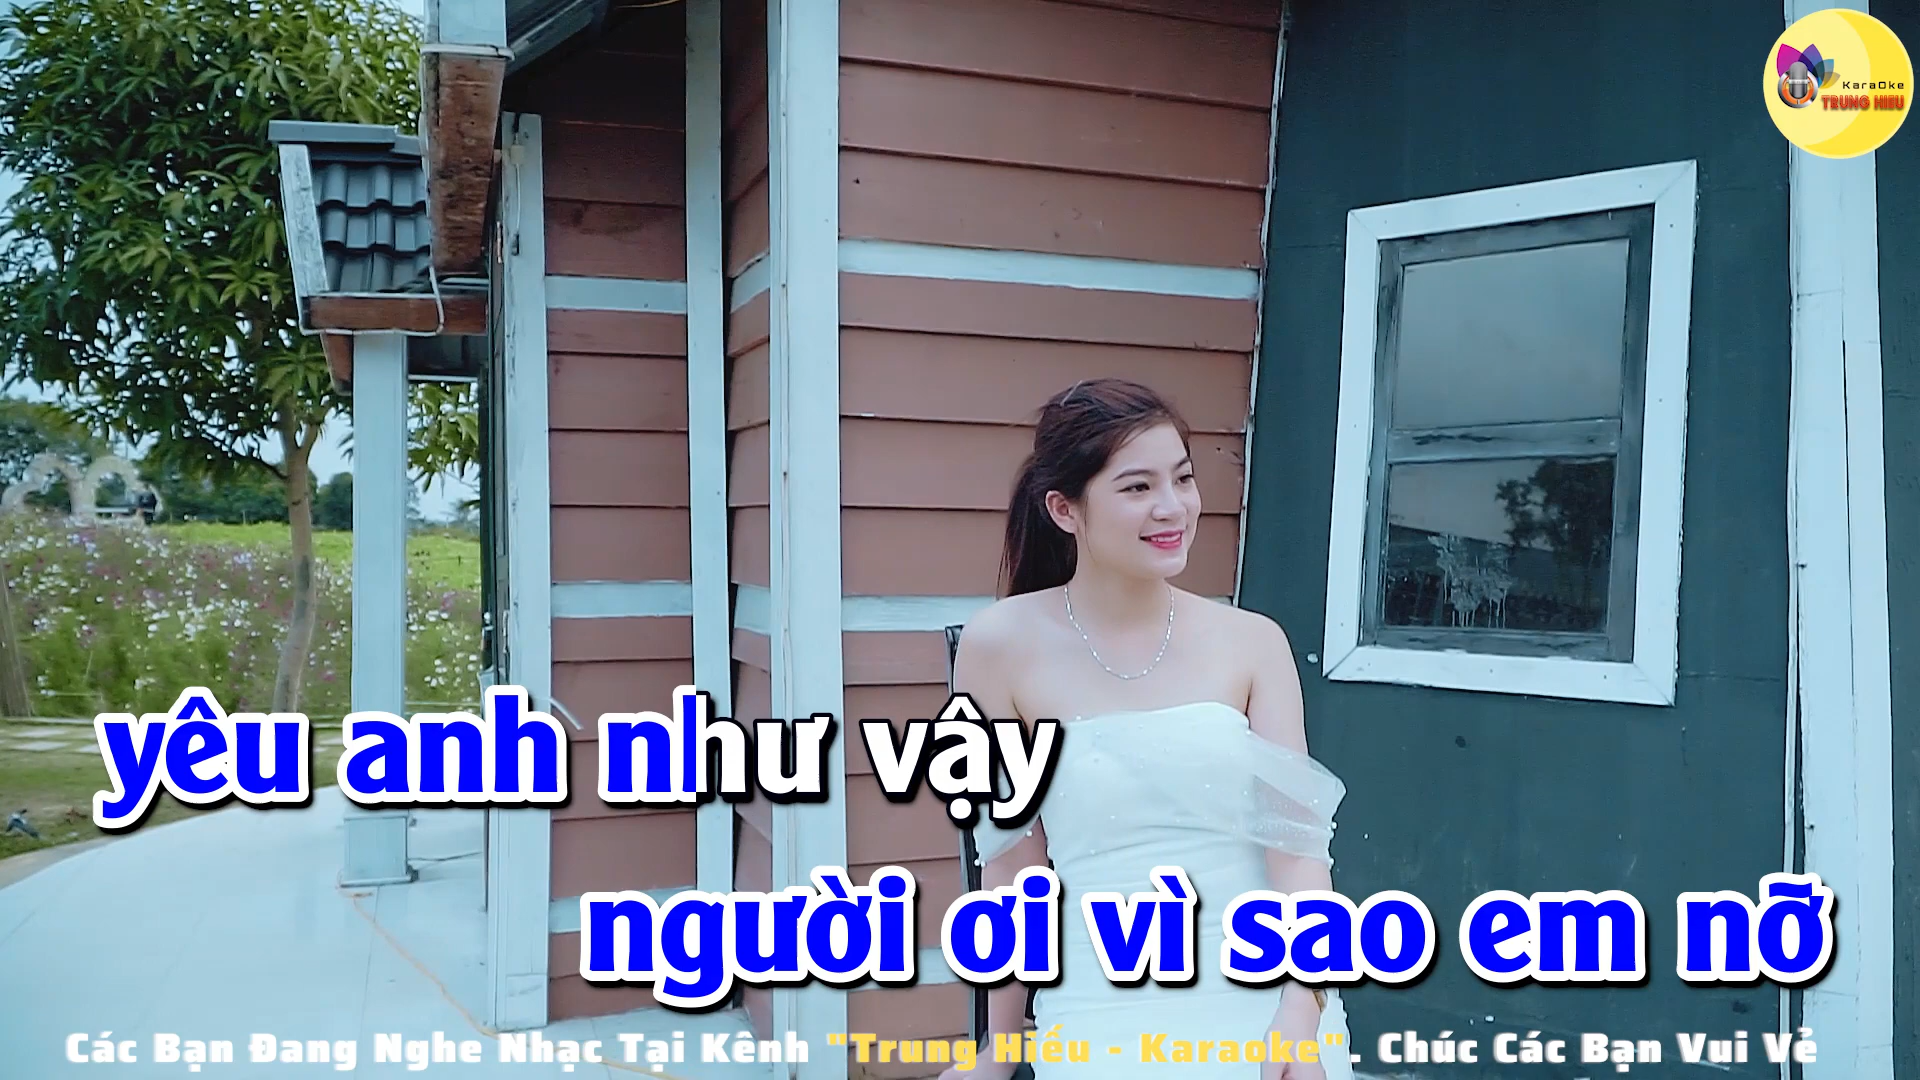 KaraOke
TRUNG HIEU
yêu anh như vậy
người ơi vì sao em nỡ
Các Bạn Đang Nghe Nhạc Tại Kênh "Trung Hiếu - Karaoke". Chúc Các Bạn Vui Vẻ